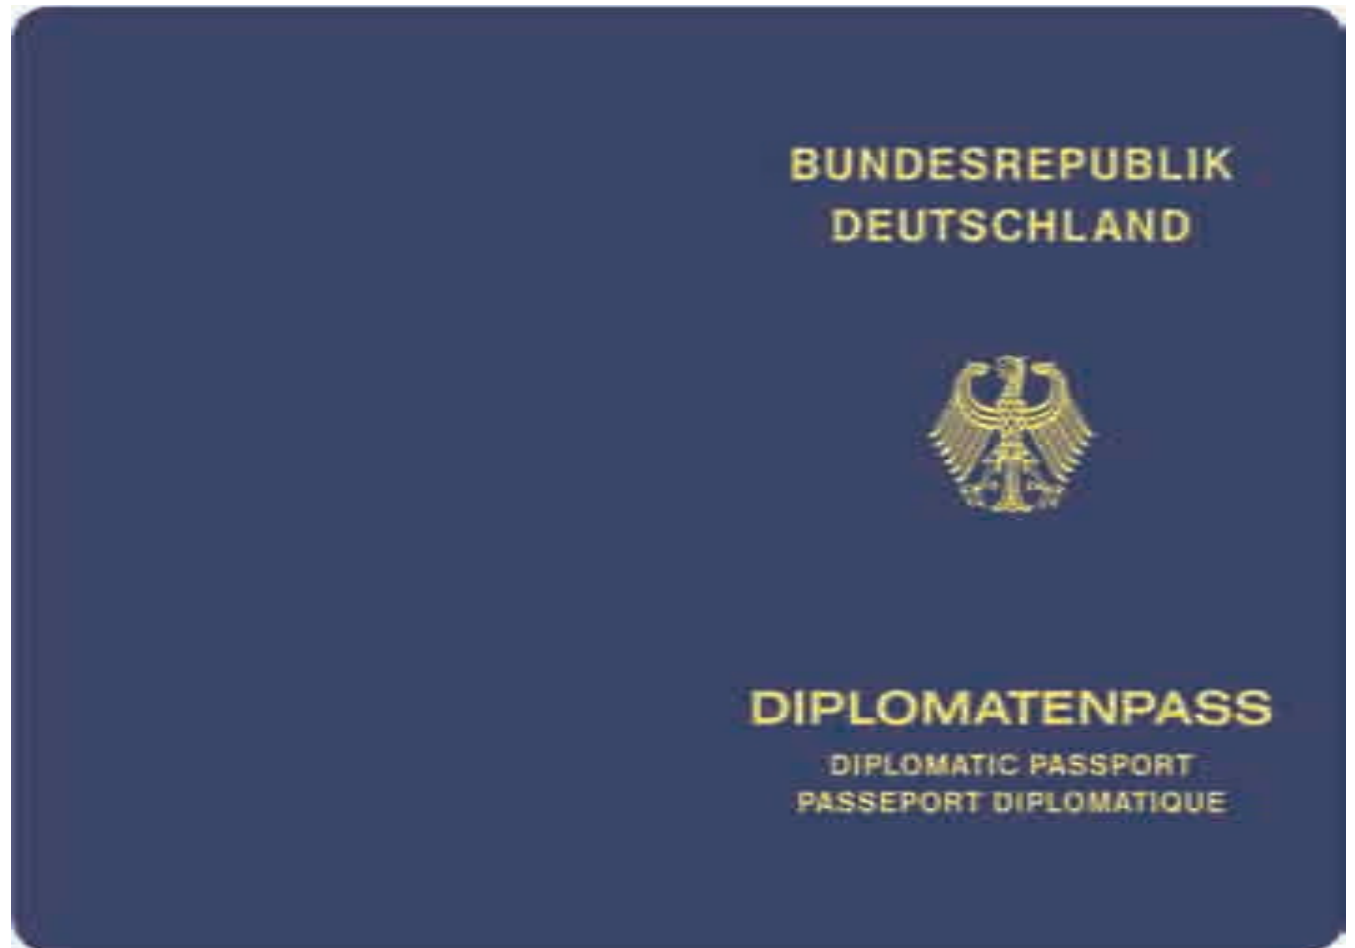 BUNDESREPUBLIK
DEUTSCHLAND
DIPLOMATENPASS
DIPLOMATIC PASSPORT
PASSEPORT DIPLOMATIQUE